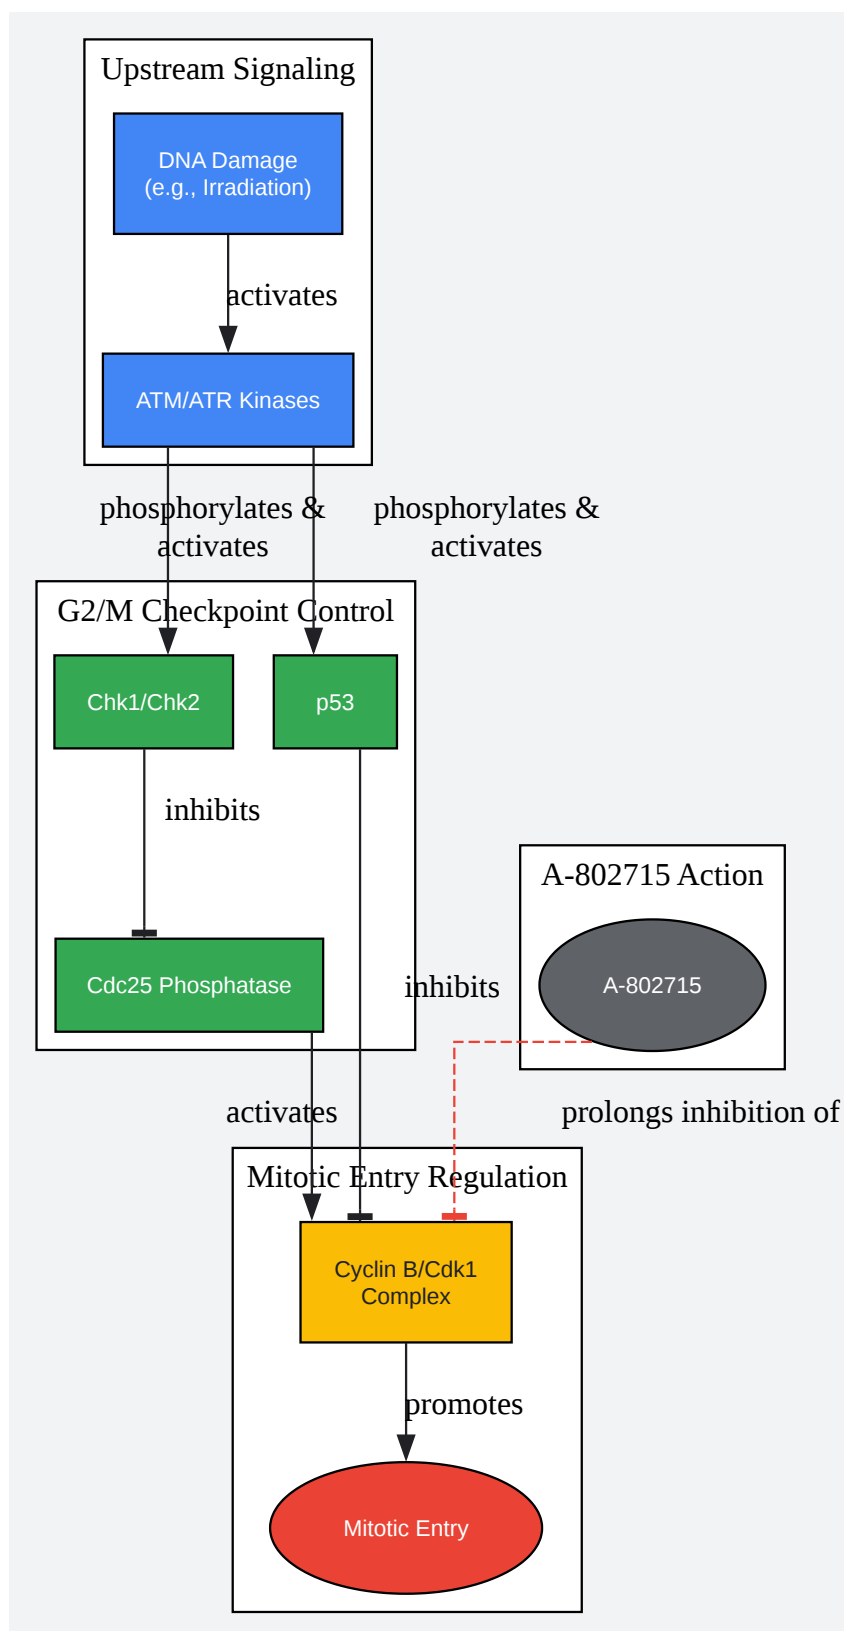 Upstream Signaling
DNA Damage
(e.g., Irradiation)
activates
ATM/ATR Kinases
phosphorylates &
activates
phosphorylates &
activates
G2/M Checkpoint Control
Chk1/Chk2
p53
inhibits
A-802715 Action
Cdc25 Phosphatase
inhibits
A-802715
activates
prolongs inhibition of
Mitotic Entry Regulation
Cyclin B/Cdk1
Complex
promotes
Mitotic Entry